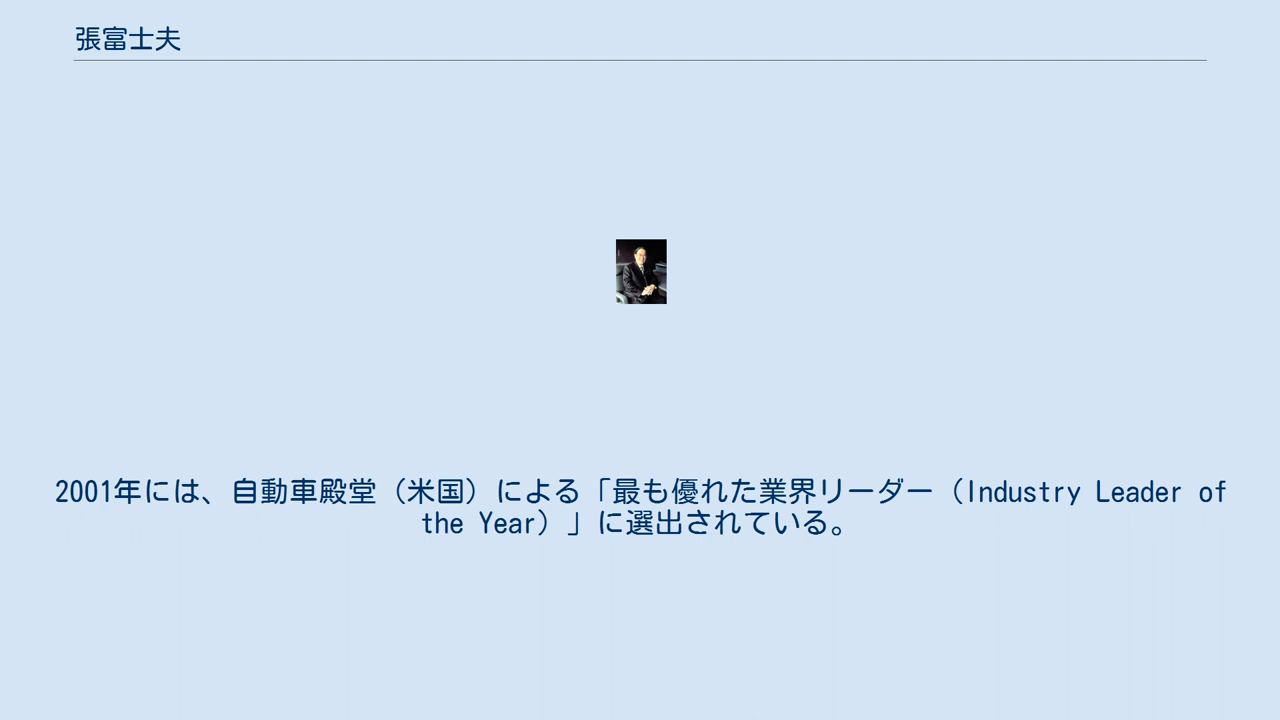 張富士夫
2001年には、自動車殿堂（米国）による「最も優れた業界リーダー（Industry Leader of
the Year）」に選出されている。